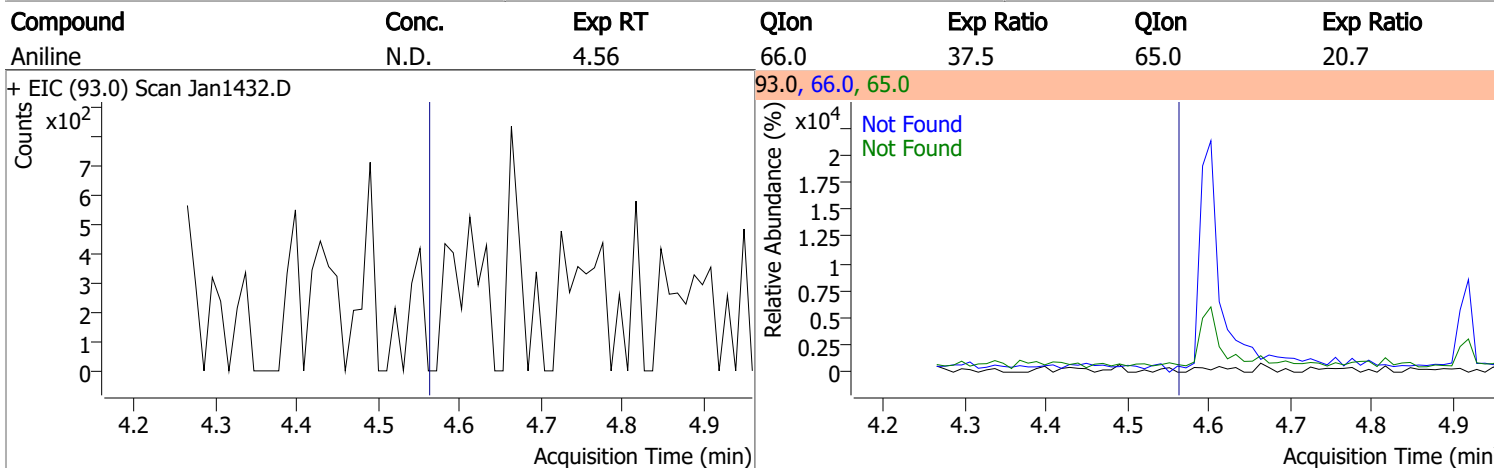 Compound Conc. Exp RT QIon Exp Ratio QIon Exp Ratio
Aniline N.D. 4.56 66.0 37.5 65.0 20.7
+ EIC (93.0) Scan Jan1432.D
Counts
x10²
7
6
5
4
3
2
1
0
4.2 4.3 4.4 4.5 4.6 4.7 4.8 4.9
Acquisition Time (min)
93.0, 66.0, 65.0
Relative Abundance (%)
x10⁴
Not Found
Not Found
2
1.75
1.5
1.25
1
0.75
0.5
0.25
0
4.2 4.3 4.4 4.5 4.6 4.7 4.8 4.9
Acquisition Time (min)